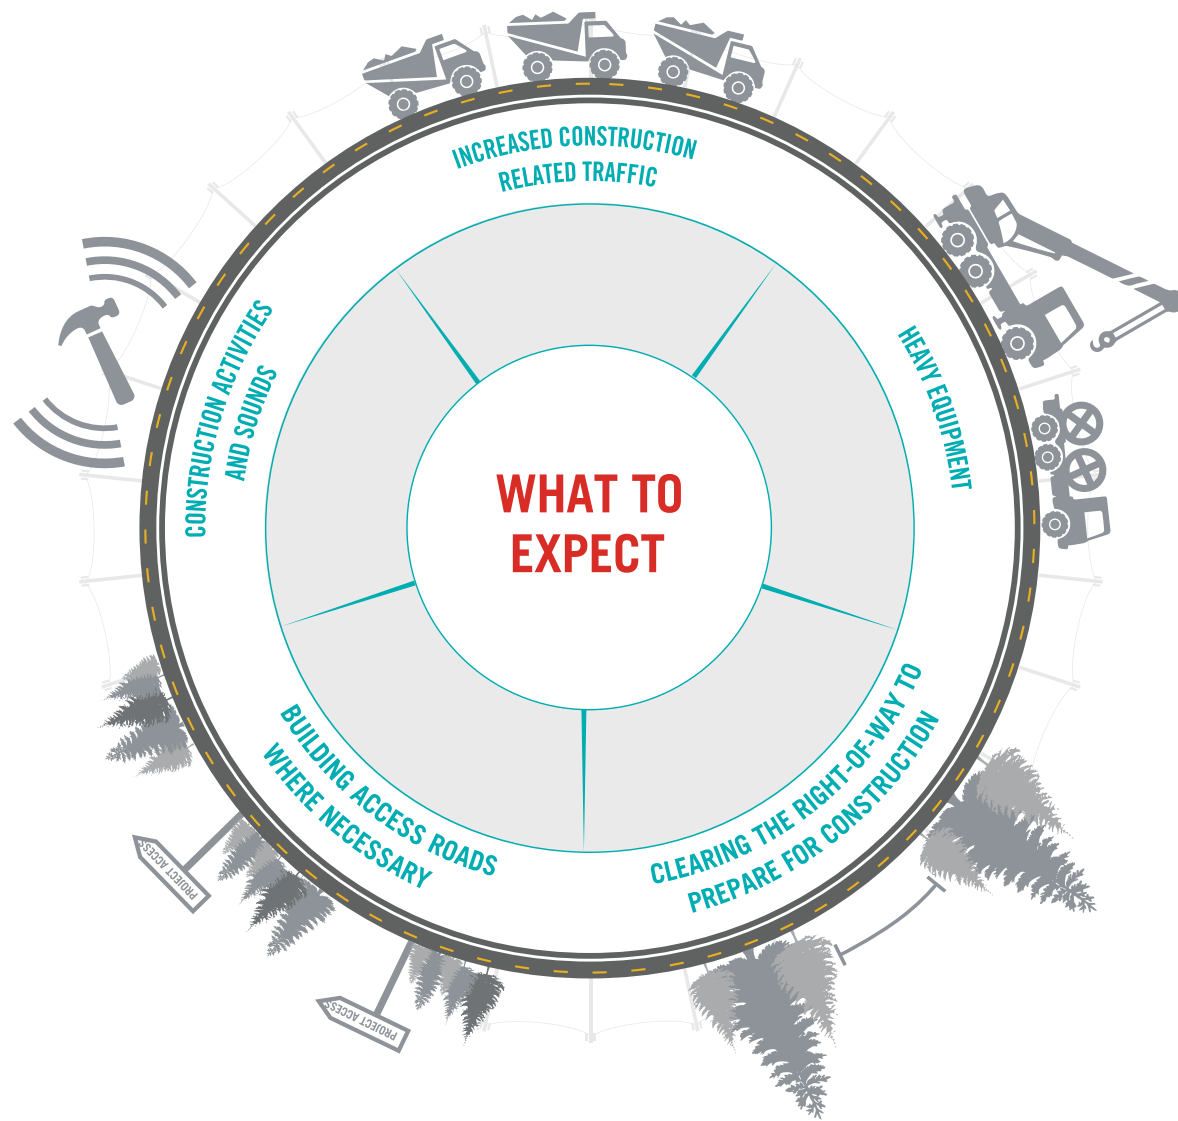 INCREASED CONSTRUCTION
RELATED TRAFFIC
HEAVY EQUIPMENT
CLEARING THE RIGHT-OF-WAY TO
PREPARE FOR CONSTRUCTION
BUILDING ACCESS ROADS
WHERE NECESSARY
CONSTRUCTION ACTIVITIES
AND SOUNDS
WHAT TO
EXPECT
PROJECT ACCESS
PROJECT ACCESS